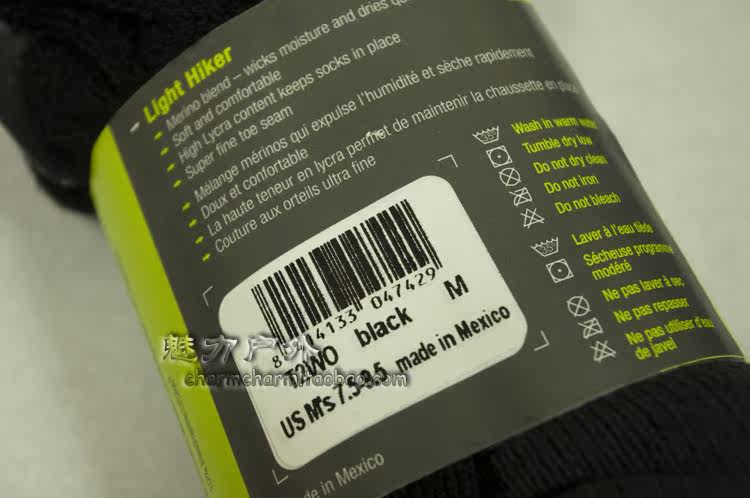 Light Hiker
Merino blend – wicks moisture and dries
Soft and comfortable
High Lycra content keeps socks in place
Super fine toe seam
Mélange mérinos qui expulse l'humidité et sèche rapidement
Doux et confortable
La haute teneur en lycra permet de maintenir la chaussette en place
Couture aux orteils ultra fine
Wash in warm water
Tumble dry low
Do not dry clean
Do not iron
Do not bleach
Laver à l'eau tiède
Sécheuse programme
modéré
Ne pas laver à sec
Ne pas repasser
Ne pas utiliser d'eau
de javel
04133 047429
black M
US M's 7.5-9.5 made in Mexico
charmcharm.taobao.com
in Mexico